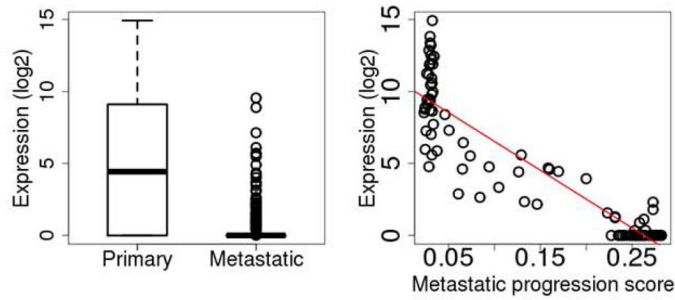 Expression (log2)
15
10
5
0
Primary
Metastatic
Expression (log2)
15
10
5
0
0.05
0.15
0.25
Metastatic progression score